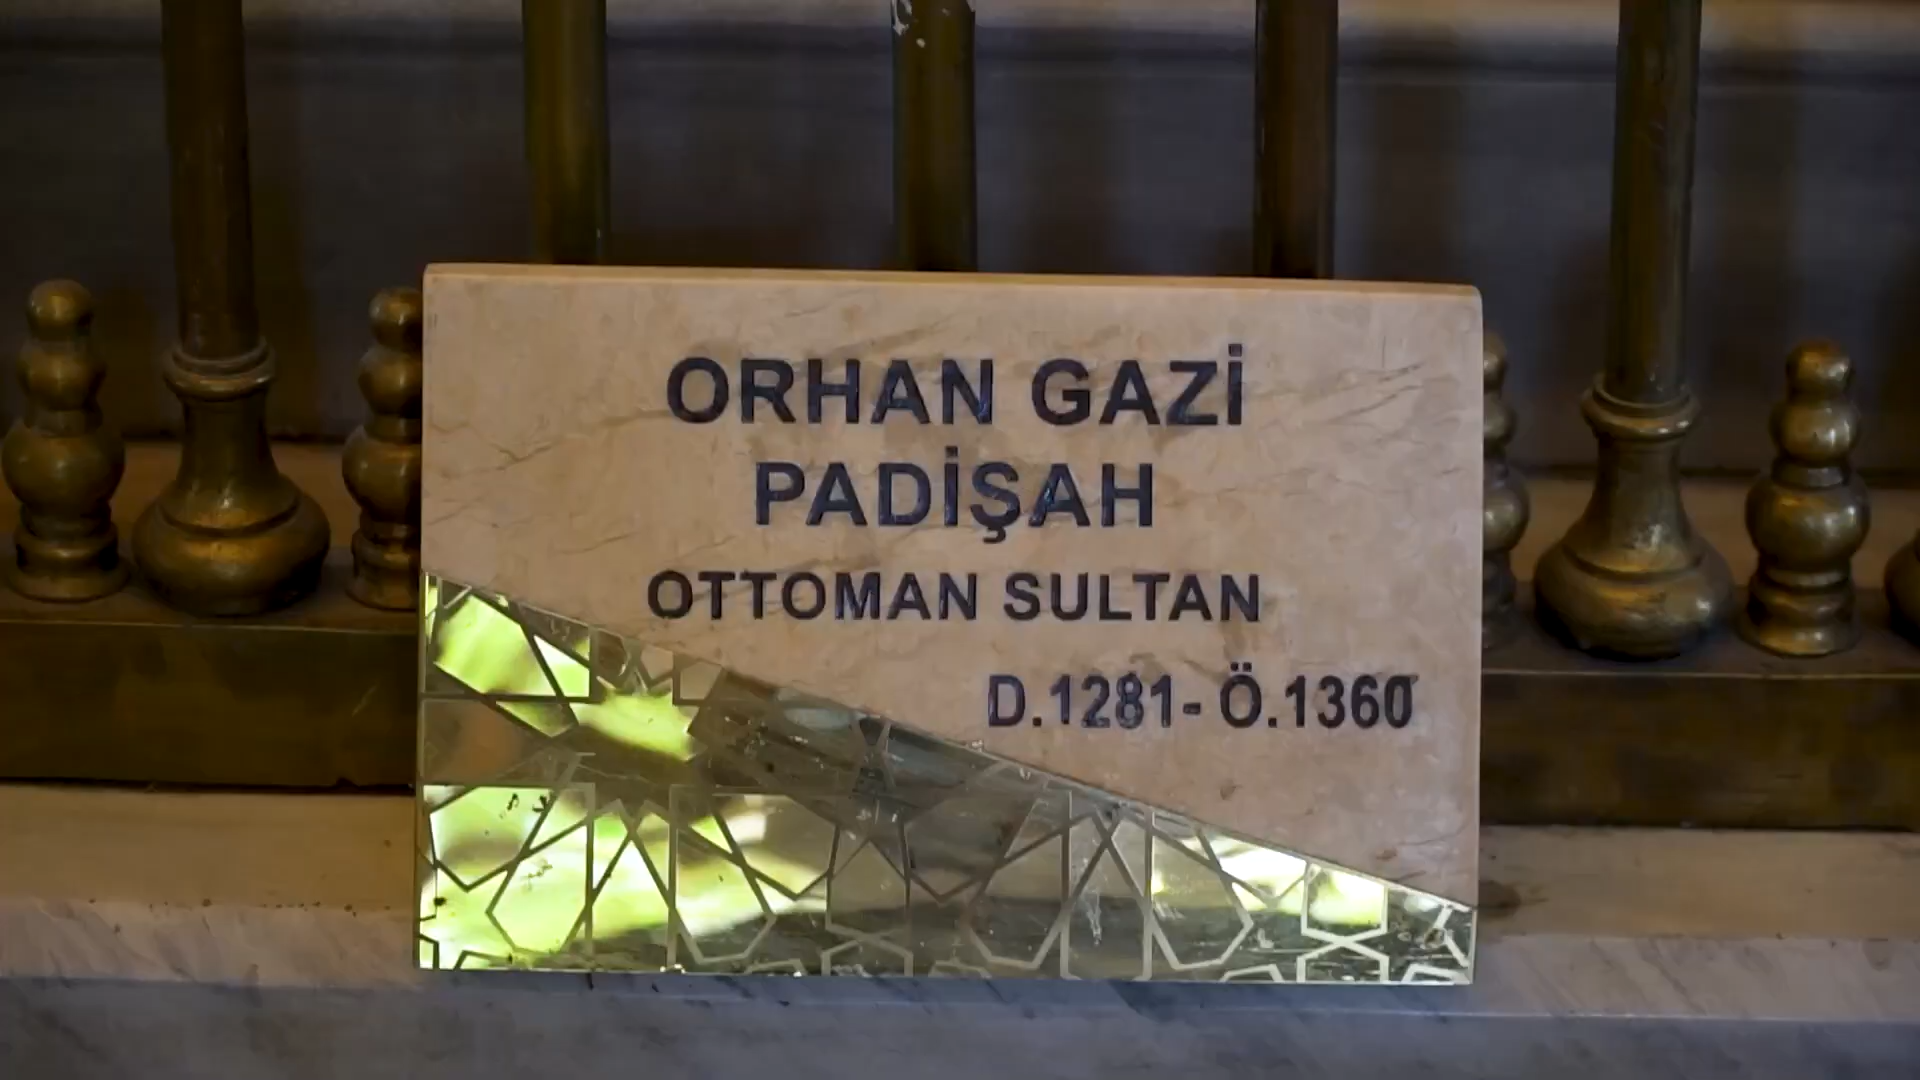 ORHAN GAZİ
PADİŞAH
OTTOMAN SULTAN
D.1281- Ö.1360